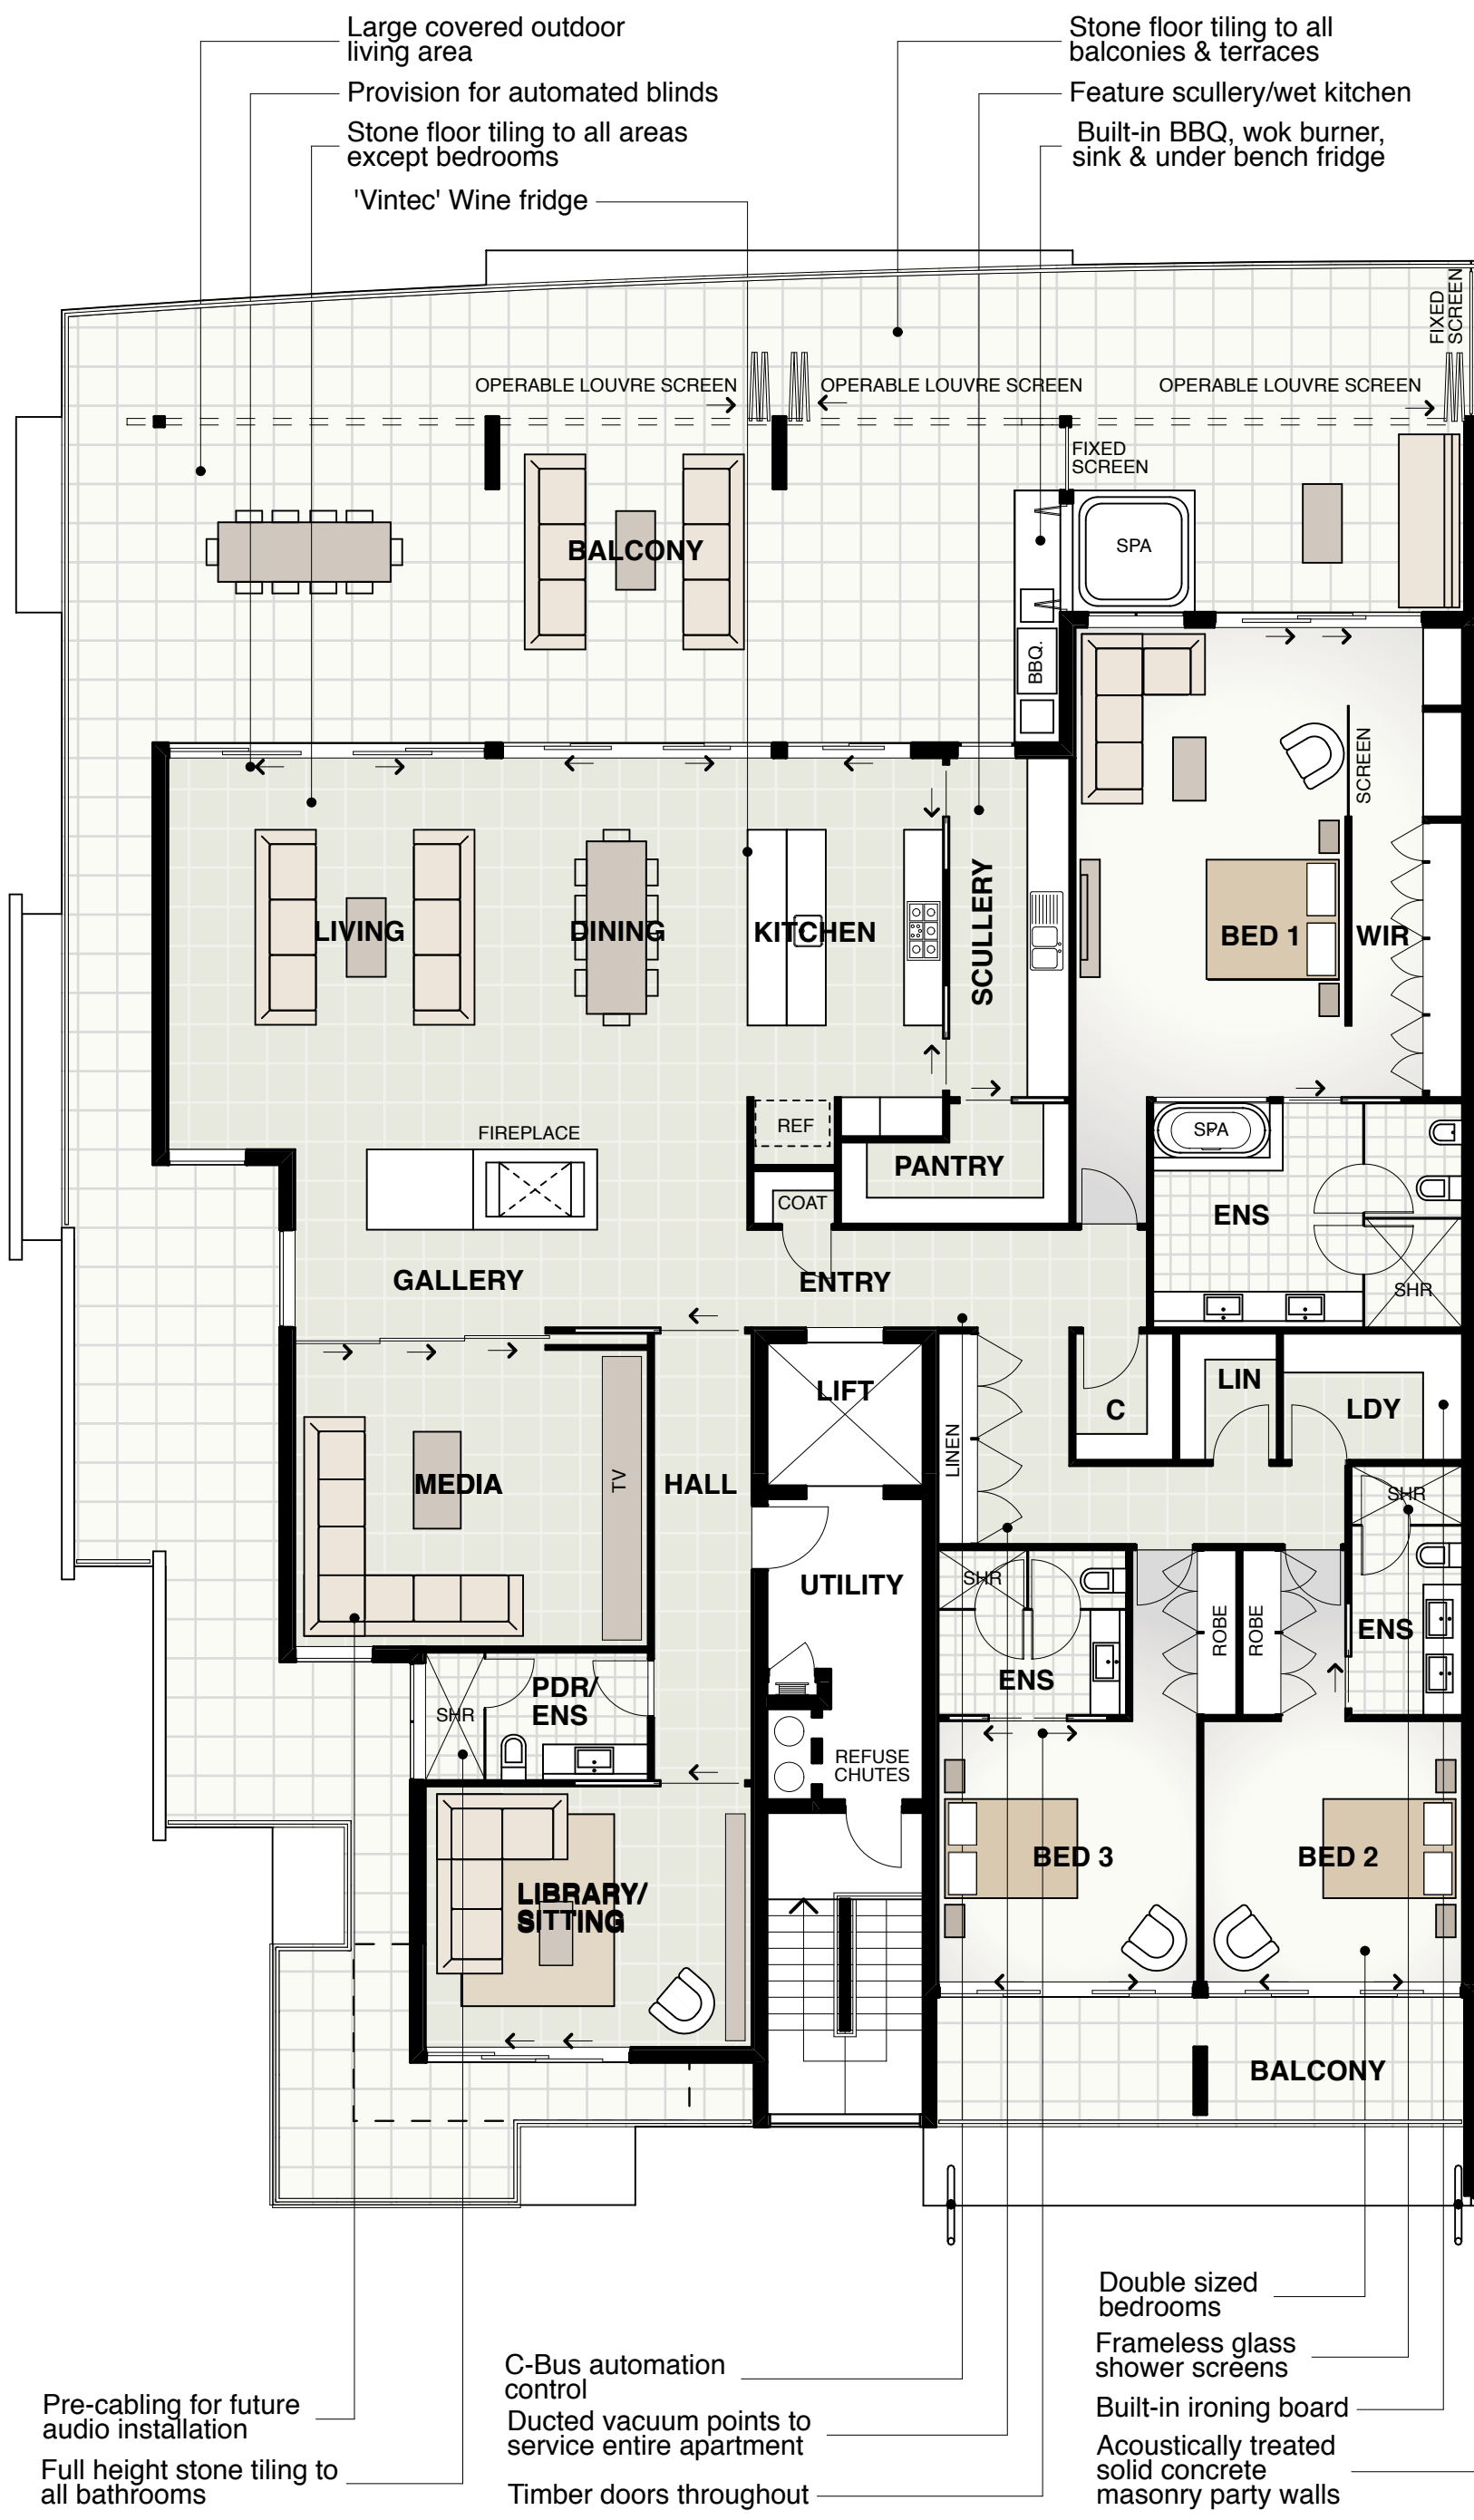 Large covered outdoor
living area
Provision for automated blinds
Stone floor tiling to all areas
except bedrooms
'Vintec' Wine fridge
Stone floor tiling to all
balconies & terraces
Feature scullery/wet kitchen
Built-in BBQ, wok burner,
sink & under bench fridge
FIXED
SCREEN
OPERABLE LOUVRE SCREEN
OPERABLE LOUVRE SCREEN
OPERABLE LOUVRE SCREEN
FIXED
SCREEN
BALCONY
SPA
BBQ.
SCREEN
LIVING
DINING
KITCHEN
SCULLERY
BED 1
WIR
FIREPLACE
REF
PANTRY
COAT
SPA
ENS
SHR
GALLERY
ENTRY
LIFT
LINEN
C
LIN
LDY
MEDIA
TV
HALL
SHR
UTILITY
SHR
ENS
ROBE
ROBE
ENS
PDR/
ENS
SHR
REFUSE
CHUTES
BED 3
BED 2
LIBRARY/
SITTING
BALCONY
Double sized
bedrooms
Frameless glass
shower screens
Built-in ironing board
Acoustically treated
solid concrete
masonry party walls
C-Bus automation
control
Ducted vacuum points to
service entire apartment
Timber doors throughout
Pre-cabling for future
audio installation
Full height stone tiling to
all bathrooms